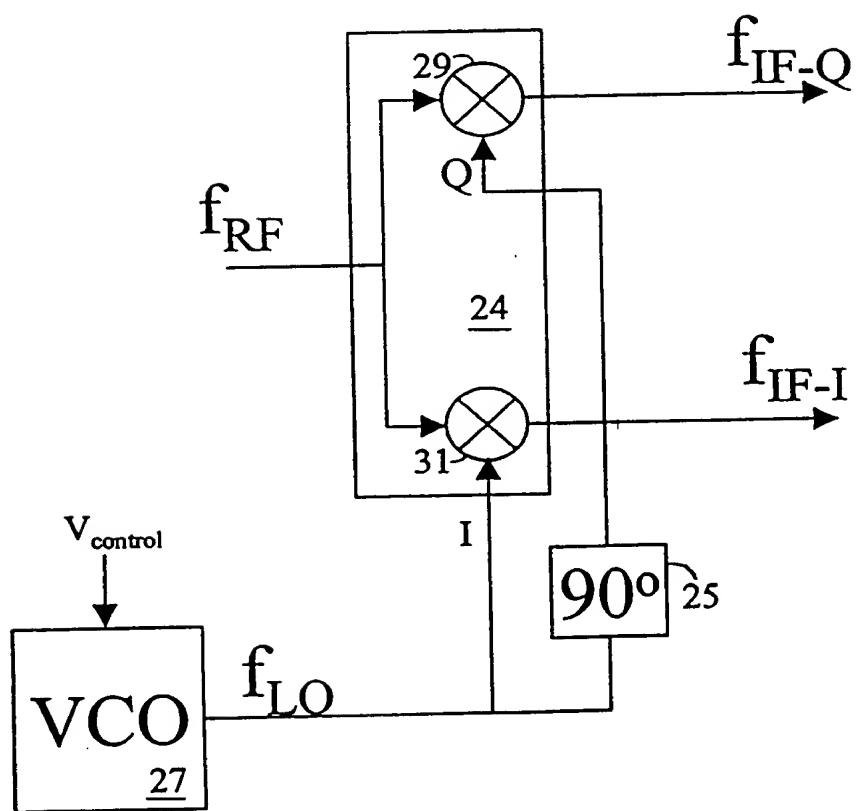 29
f_IF-Q
Q
f_RF
24
f_IF-I
31
I
V_control
90°
25
f_LO
VCO
27